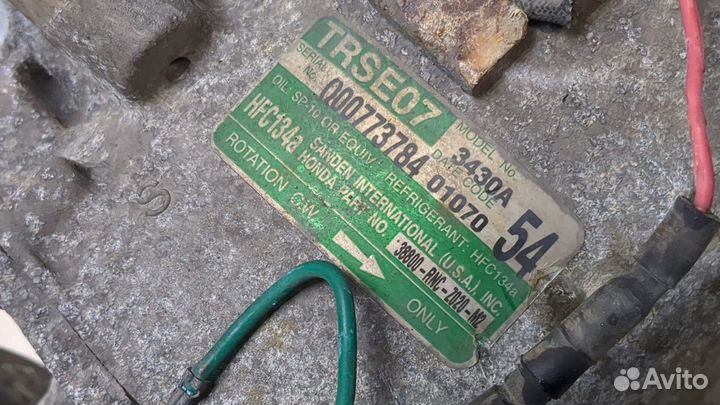 TRSE07
MODEL No.
3430A
SERIAL No.
DATE CODE
Q00773784 01070
54
OIL: SP-10 OR EQUIV. REFRIGERANT: HFC134a
HFC134a
SANDEN INTERNATIONAL (U.S.A.), INC.
HONDA PART NO.
38800-RNC-Z020-M2
ROTATION C.W.
ONLY
S
Avito